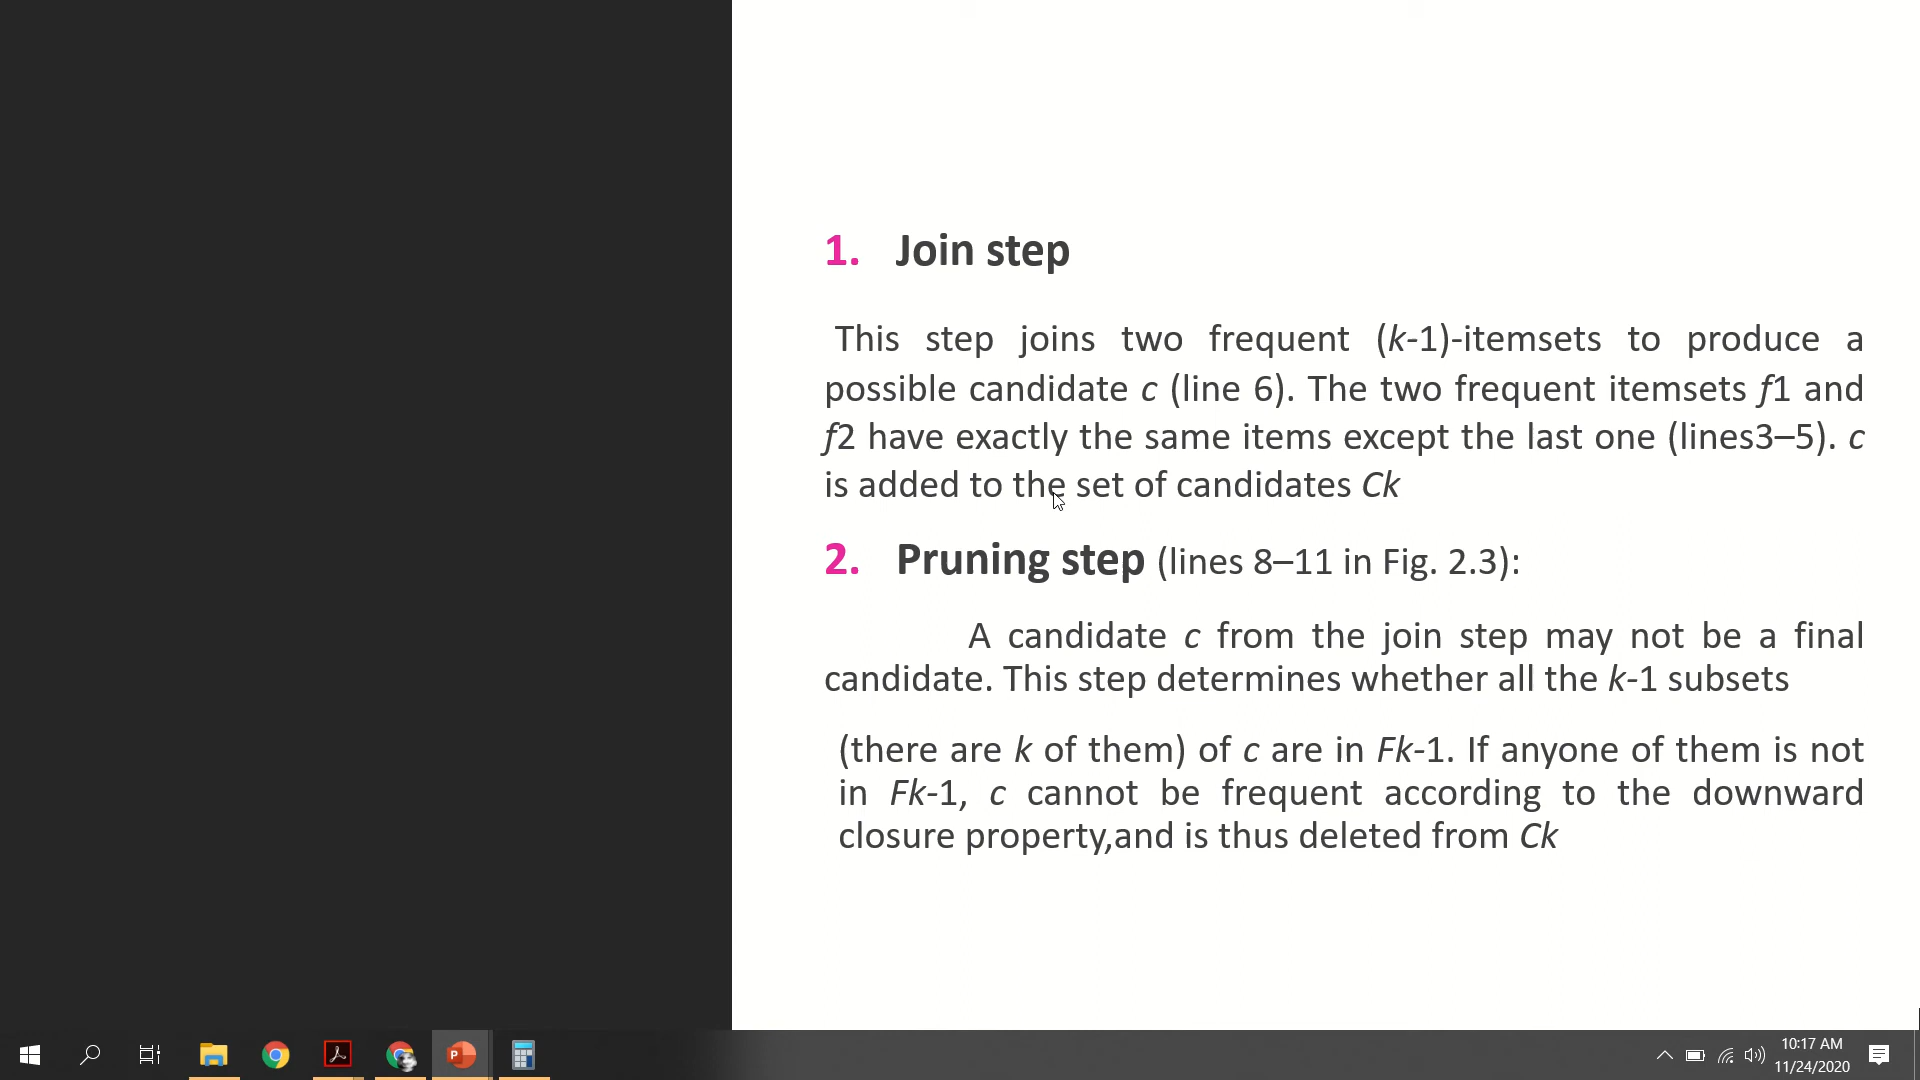 1. Join step
This step joins two frequent (k-1)-itemsets to produce a
possible candidate c (line 6). The two frequent itemsets f1 and
f2 have exactly the same items except the last one (lines3–5). c
is added to the set of candidates Ck
2. Pruning step (lines 8–11 in Fig. 2.3):
A candidate c from the join step may not be a final
candidate. This step determines whether all the k-1 subsets
(there are k of them) of c are in Fk-1. If anyone of them is not
in Fk-1, c cannot be frequent according to the downward
closure property,and is thus deleted from Ck
10:17 AM
11/24/2020